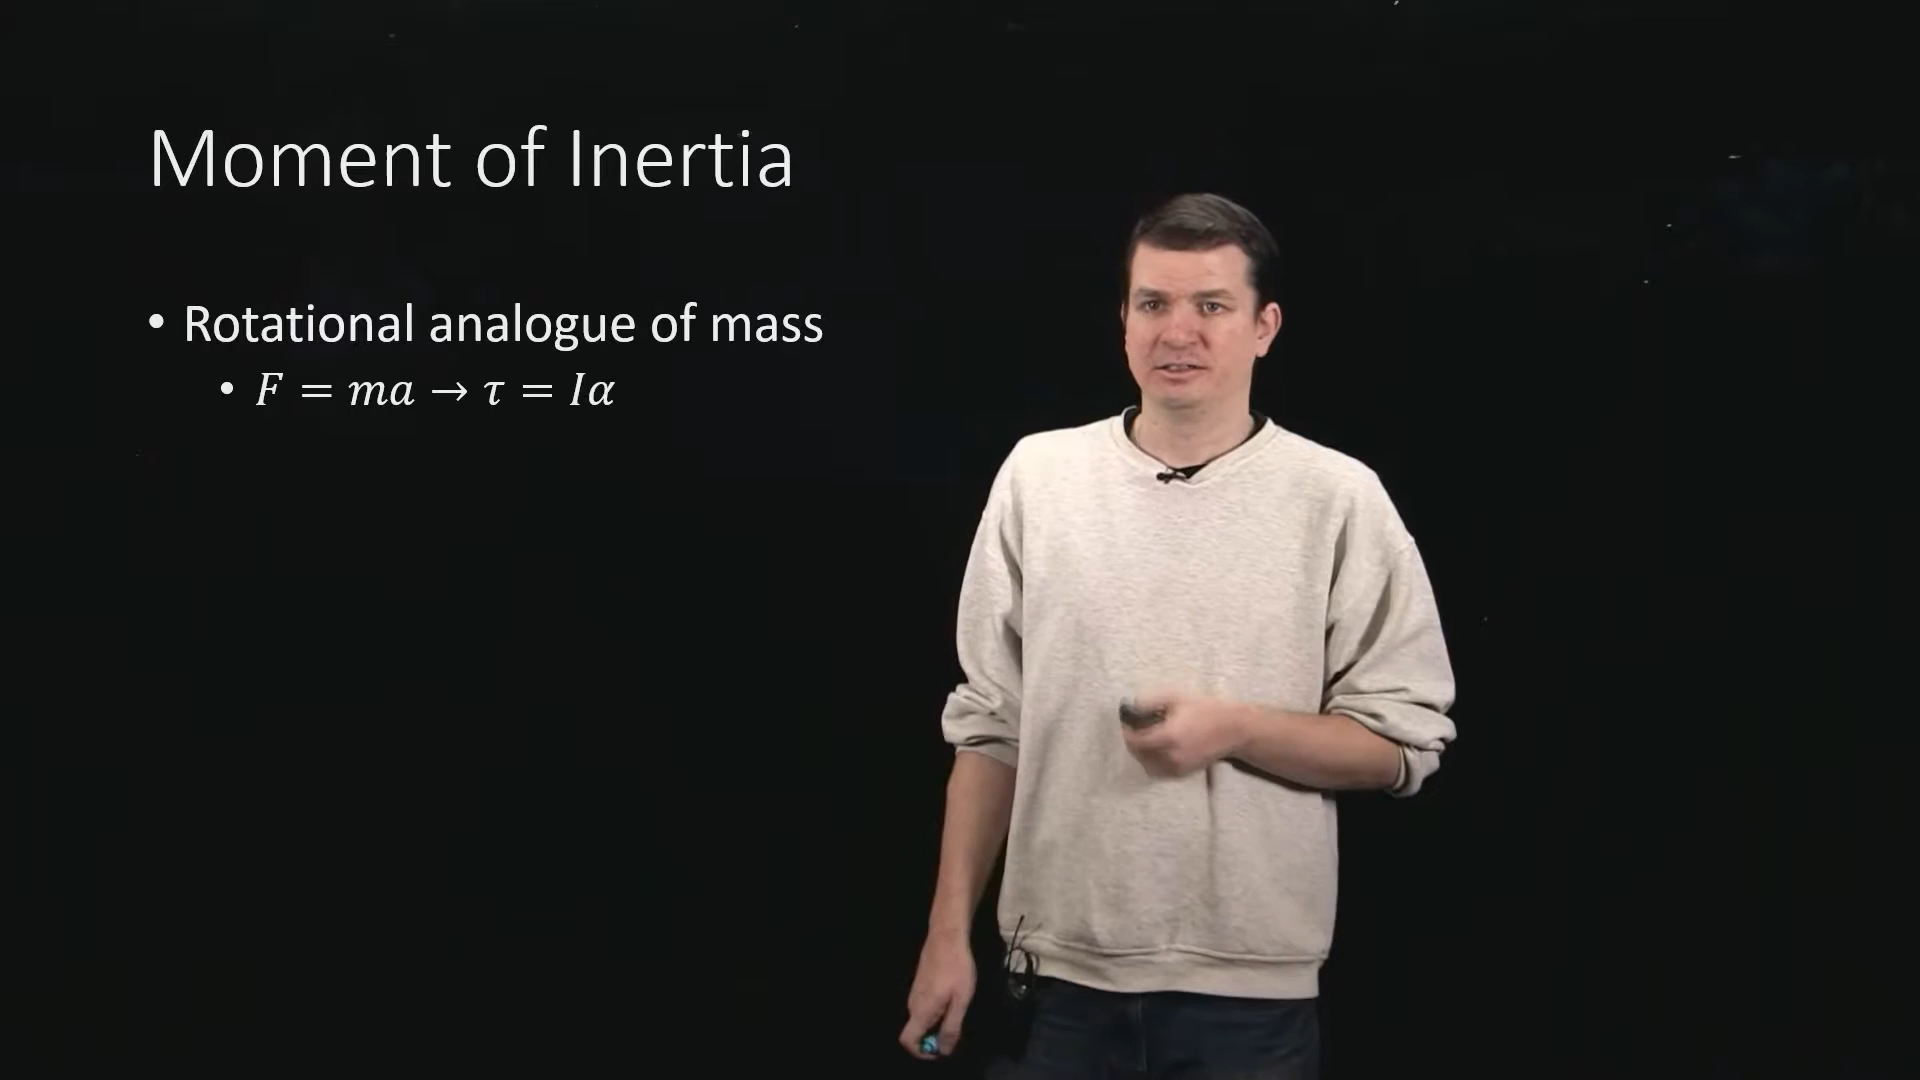 Moment of Inertia
• Rotational analogue of mass
• F = ma → τ = Iα